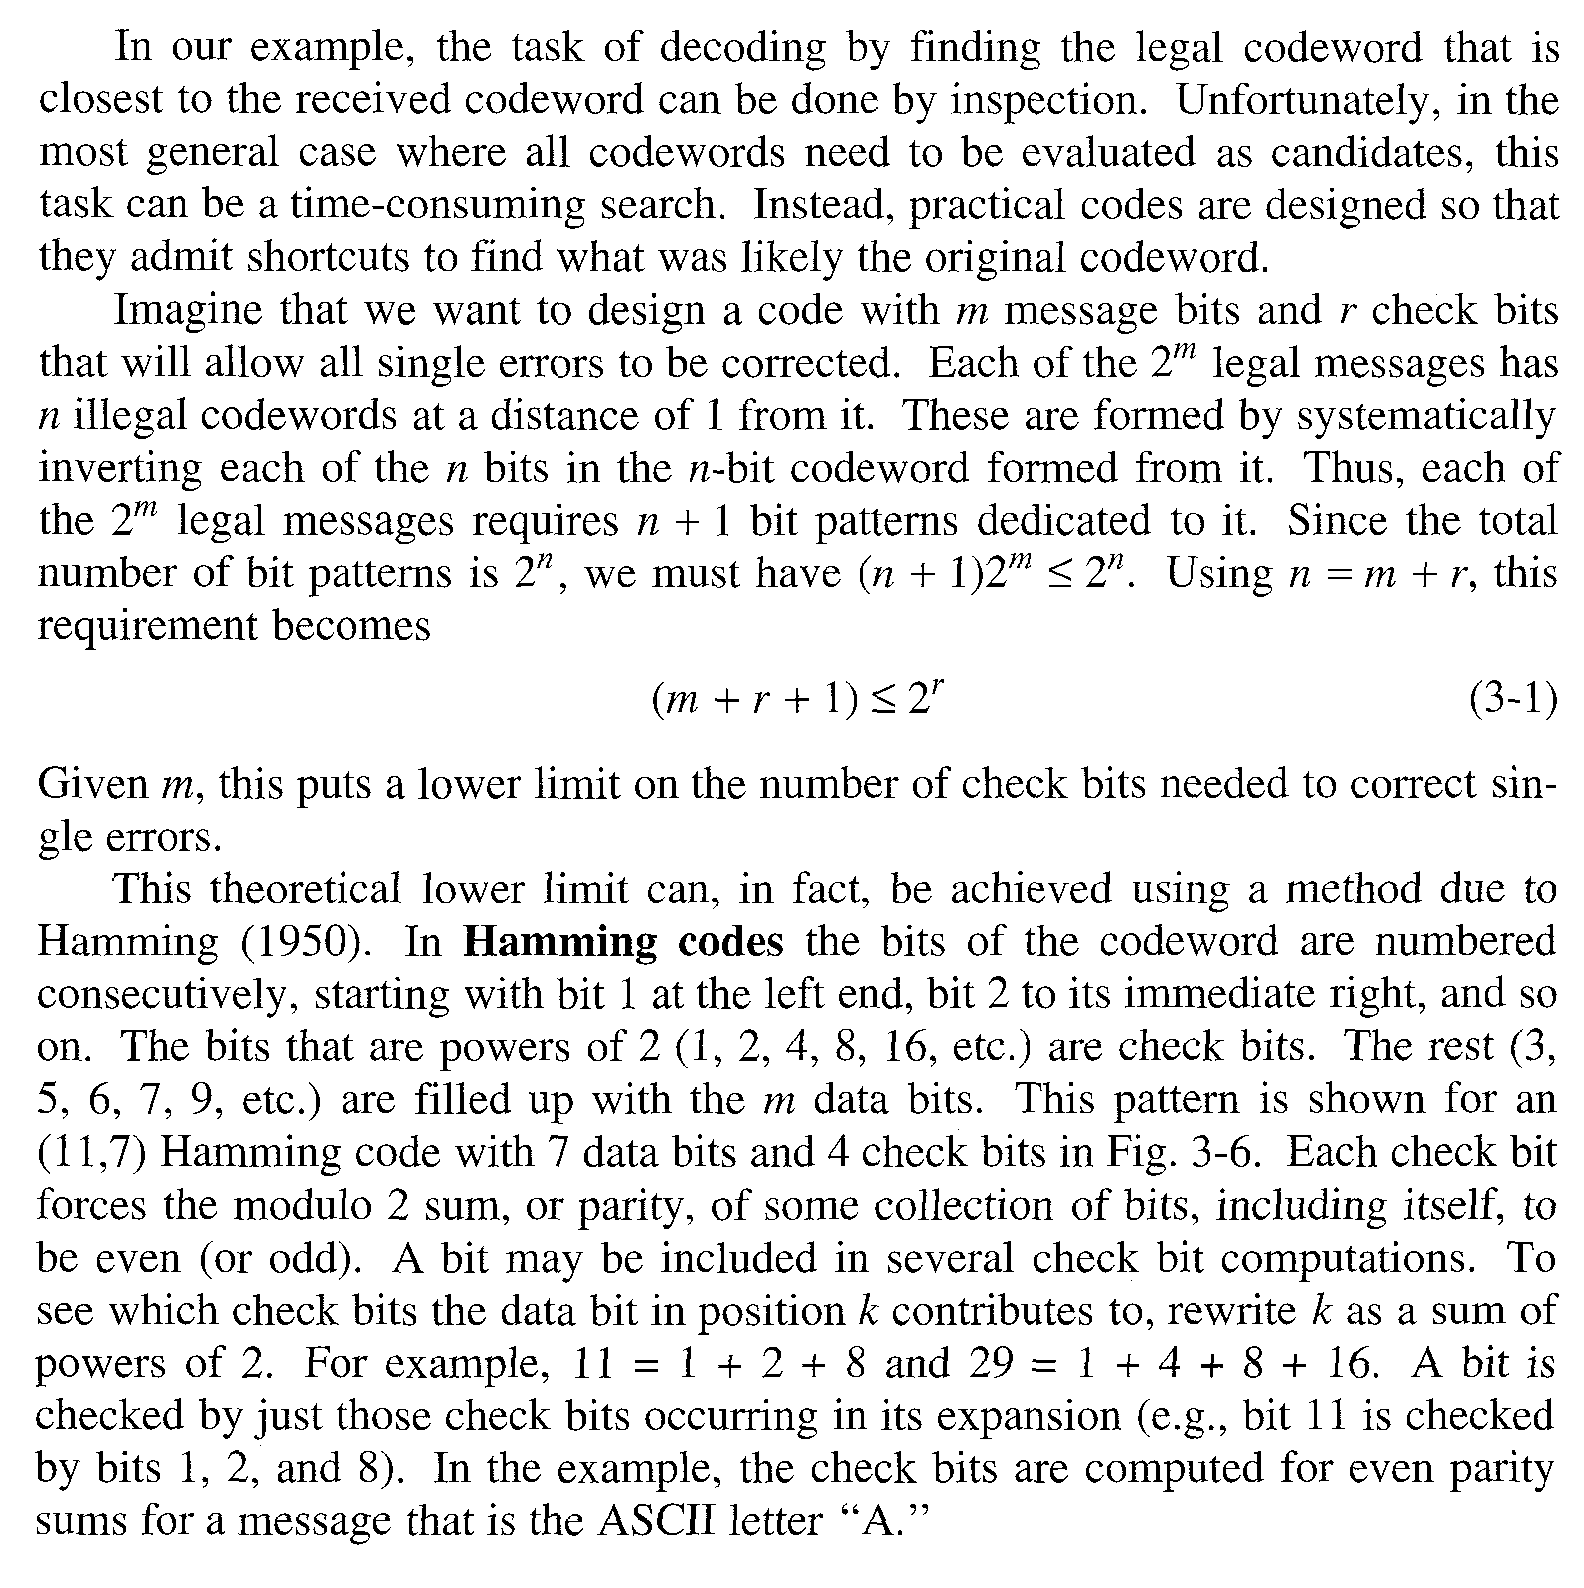 In our example, the task of decoding by finding the legal codeword that is
closest to the received codeword can be done by inspection. Unfortunately, in the
most general case where all codewords need to be evaluated as candidates, this
task can be a time-consuming search. Instead, practical codes are designed so that
they admit shortcuts to find what was likely the original codeword.
Imagine that we want to design a code with m message bits and r check bits
that will allow all single errors to be corrected. Each of the 2^m legal messages has
n illegal codewords at a distance of 1 from it. These are formed by systematically
inverting each of the n bits in the n-bit codeword formed from it. Thus, each of
the 2^m legal messages requires n + 1 bit patterns dedicated to it. Since the total
number of bit patterns is 2^n, we must have (n + 1)2^m ≤ 2^n. Using n = m + r, this
requirement becomes
(m + r + 1) ≤ 2^r (3-1)
Given m, this puts a lower limit on the number of check bits needed to correct sin-
gle errors.
This theoretical lower limit can, in fact, be achieved using a method due to
Hamming (1950). In Hamming codes the bits of the codeword are numbered
consecutively, starting with bit 1 at the left end, bit 2 to its immediate right, and so
on. The bits that are powers of 2 (1, 2, 4, 8, 16, etc.) are check bits. The rest (3,
5, 6, 7, 9, etc.) are filled up with the m data bits. This pattern is shown for an
(11,7) Hamming code with 7 data bits and 4 check bits in Fig. 3-6. Each check bit
forces the modulo 2 sum, or parity, of some collection of bits, including itself, to
be even (or odd). A bit may be included in several check bit computations. To
see which check bits the data bit in position k contributes to, rewrite k as a sum of
powers of 2. For example, 11 = 1 + 2 + 8 and 29 = 1 + 4 + 8 + 16. A bit is
checked by just those check bits occurring in its expansion (e.g., bit 11 is checked
by bits 1, 2, and 8). In the example, the check bits are computed for even parity
sums for a message that is the ASCII letter “A.”